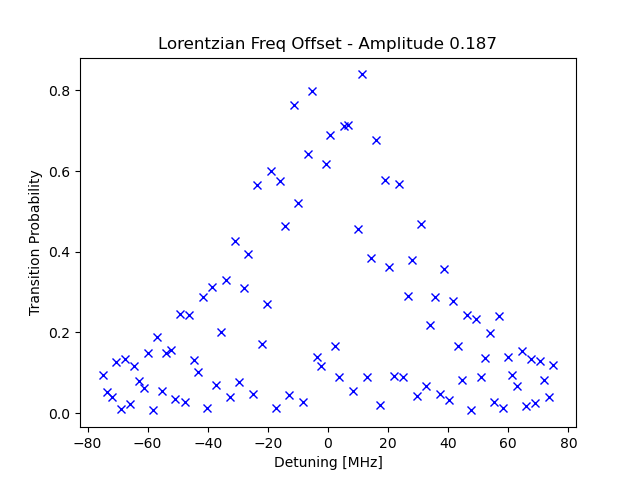 Lorentzian Freq Offset - Amplitude 0.187
Transition Probability
0.8
0.6
0.4
0.2
0.0
−80 −60 −40 −20 0 20 40 60 80
Detuning [MHz]